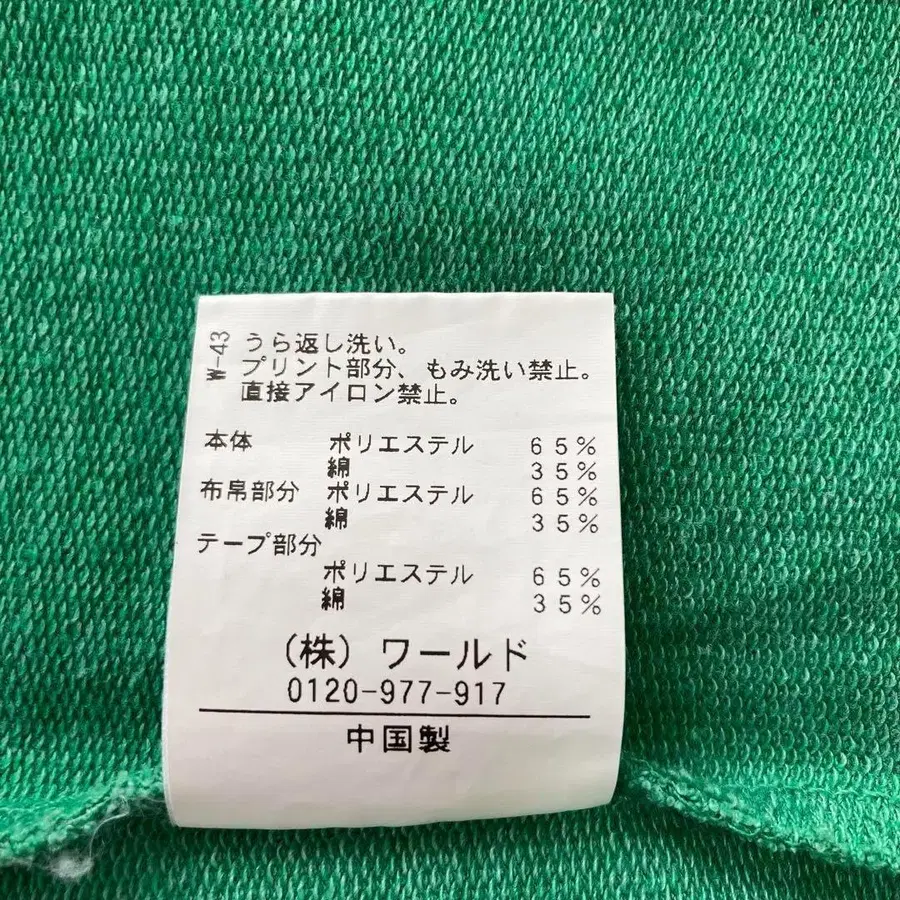 W-43 うら返し洗い。
プリント部分、もみ洗い禁止。
直接アイロン禁止。
本体 ポリエステル 65%
綿 35%
布帛部分 ポリエステル 65%
綿 35%
テープ部分
ポリエステル 65%
綿 35%
(株) ワールド
0120-977-917
中国製